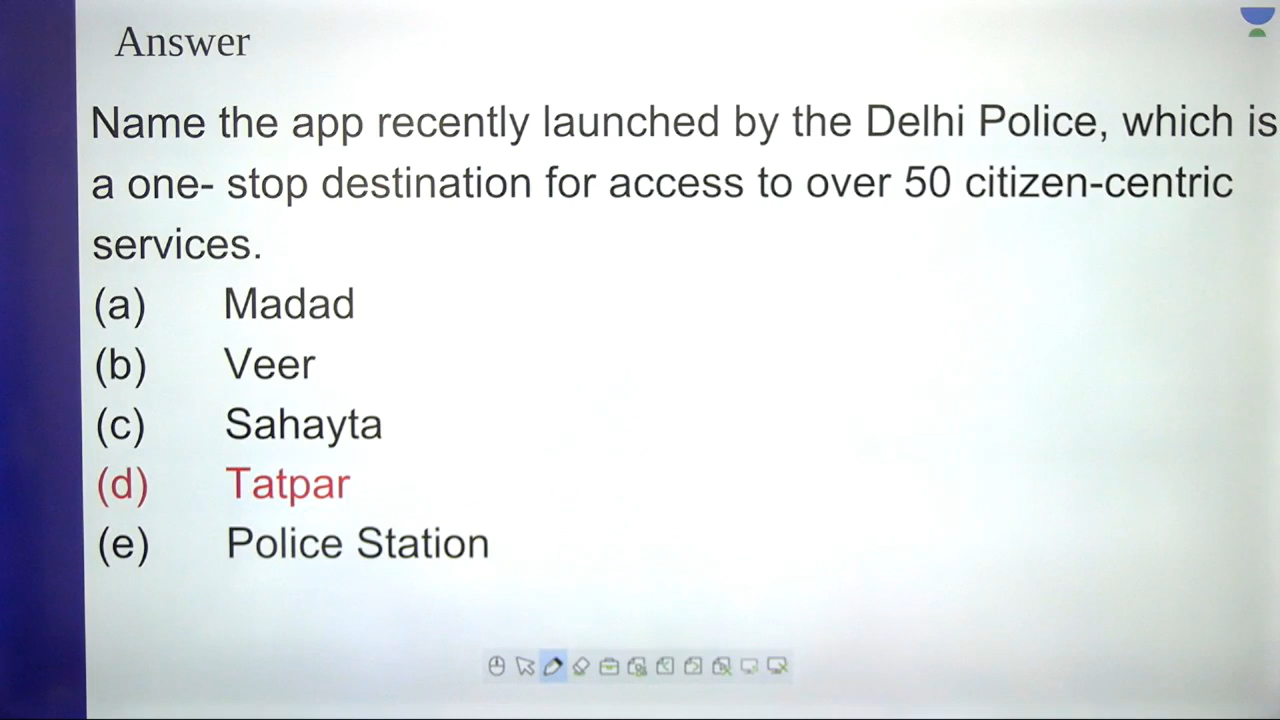 Answer
Name the app recently launched by the Delhi Police, which is
a one- stop destination for access to over 50 citizen-centric
services.
(a) Madad
(b) Veer
(c) Sahayta
(d) Tatpar
(e) Police Station